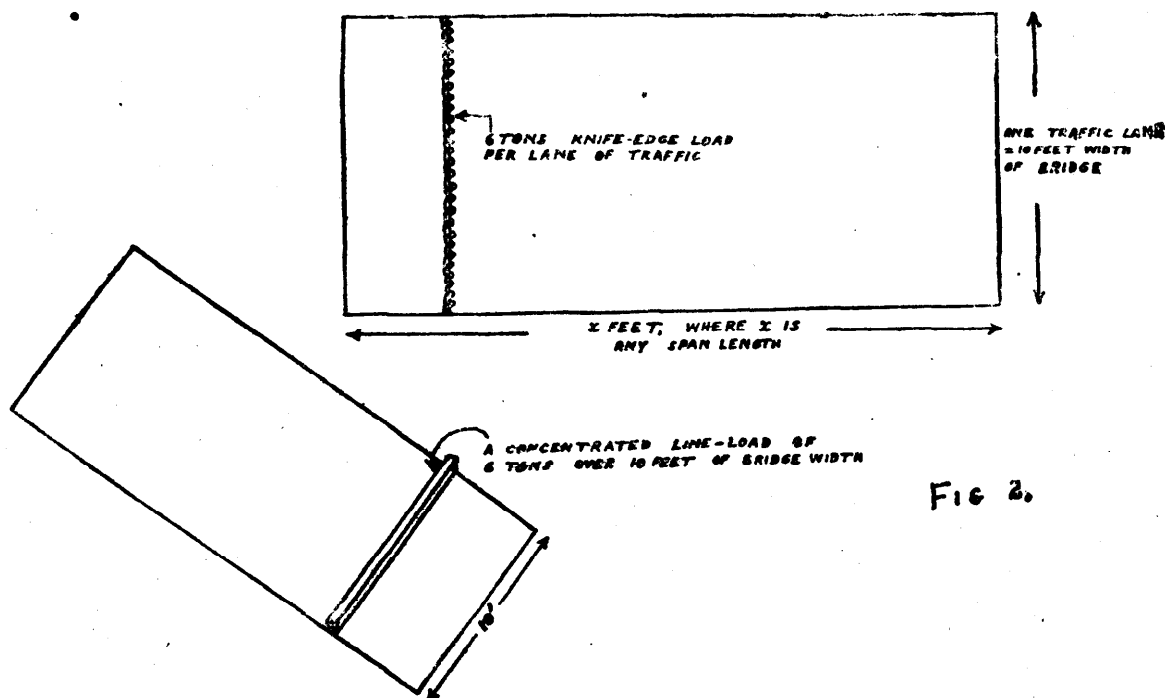 6 TONS KNIFE-EDGE LOAD
PER LANE OF TRAFFIC
ONE TRAFFIC LANE
= 10 FEET WIDTH
OF BRIDGE
X FEET, WHERE X IS
ANY SPAN LENGTH
A CONCENTRATED LINE-LOAD OF
6 TONS OVER 10 FEET OF BRIDGE WIDTH
FIG 2.
10'